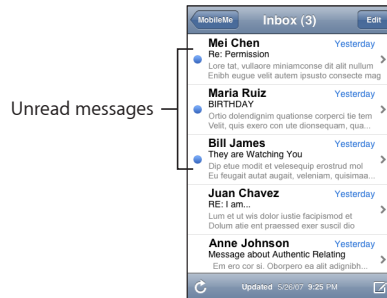 MobileMe Inbox (3) Edit
Unread messages
Mei Chen Yesterday
Re: Permission
Lore tat, vullaore miniamconse dit alit nullum
Enibh eugue velit autem ipsusto consecte mag
Maria Ruiz Yesterday
BIRTHDAY
Ortio dolendignim quationse corperci tie tem
Velit, quis exero con ute dionsequam, qua...
Bill James Yesterday
They are Watching You
Dip etue modit et velesequip erostrud mol
Eu feugait autat augait, veleniam, quisimaa...
Juan Chavez Yesterday
RE: I am...
Lum et ut wis dolor iustie facipismod et
Dolum atie ent praessed exer suscil dio
Anne Johnson Yesterday
Message about Authentic Relating
Em ero cor si. Oborpero ea alit adignibh...
Updated 5/26/07 9:25 PM